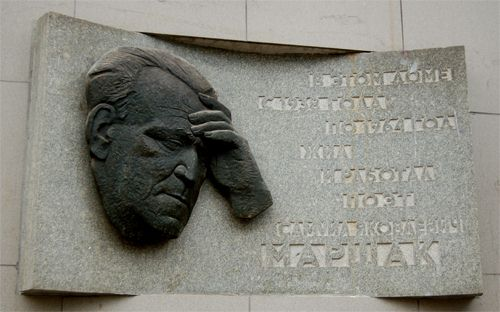 В ЭТОМ ДОМЕ
С 1938 ГОДА
ПО 1964 ГОД
ЖИЛ
И РАБОТАЛ
ПОЭТ
САМУИЛ ЯКОВЛЕВИЧ
МАРШАК